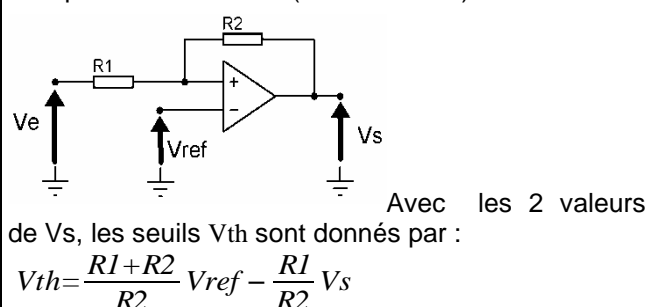 R2
R1
Ve
Vref
Vs
+
−
Avec les 2 valeurs
de Vs, les seuils Vth sont donnés par :
Vth= R1+R2/R2 Vref − R1/R2 Vs